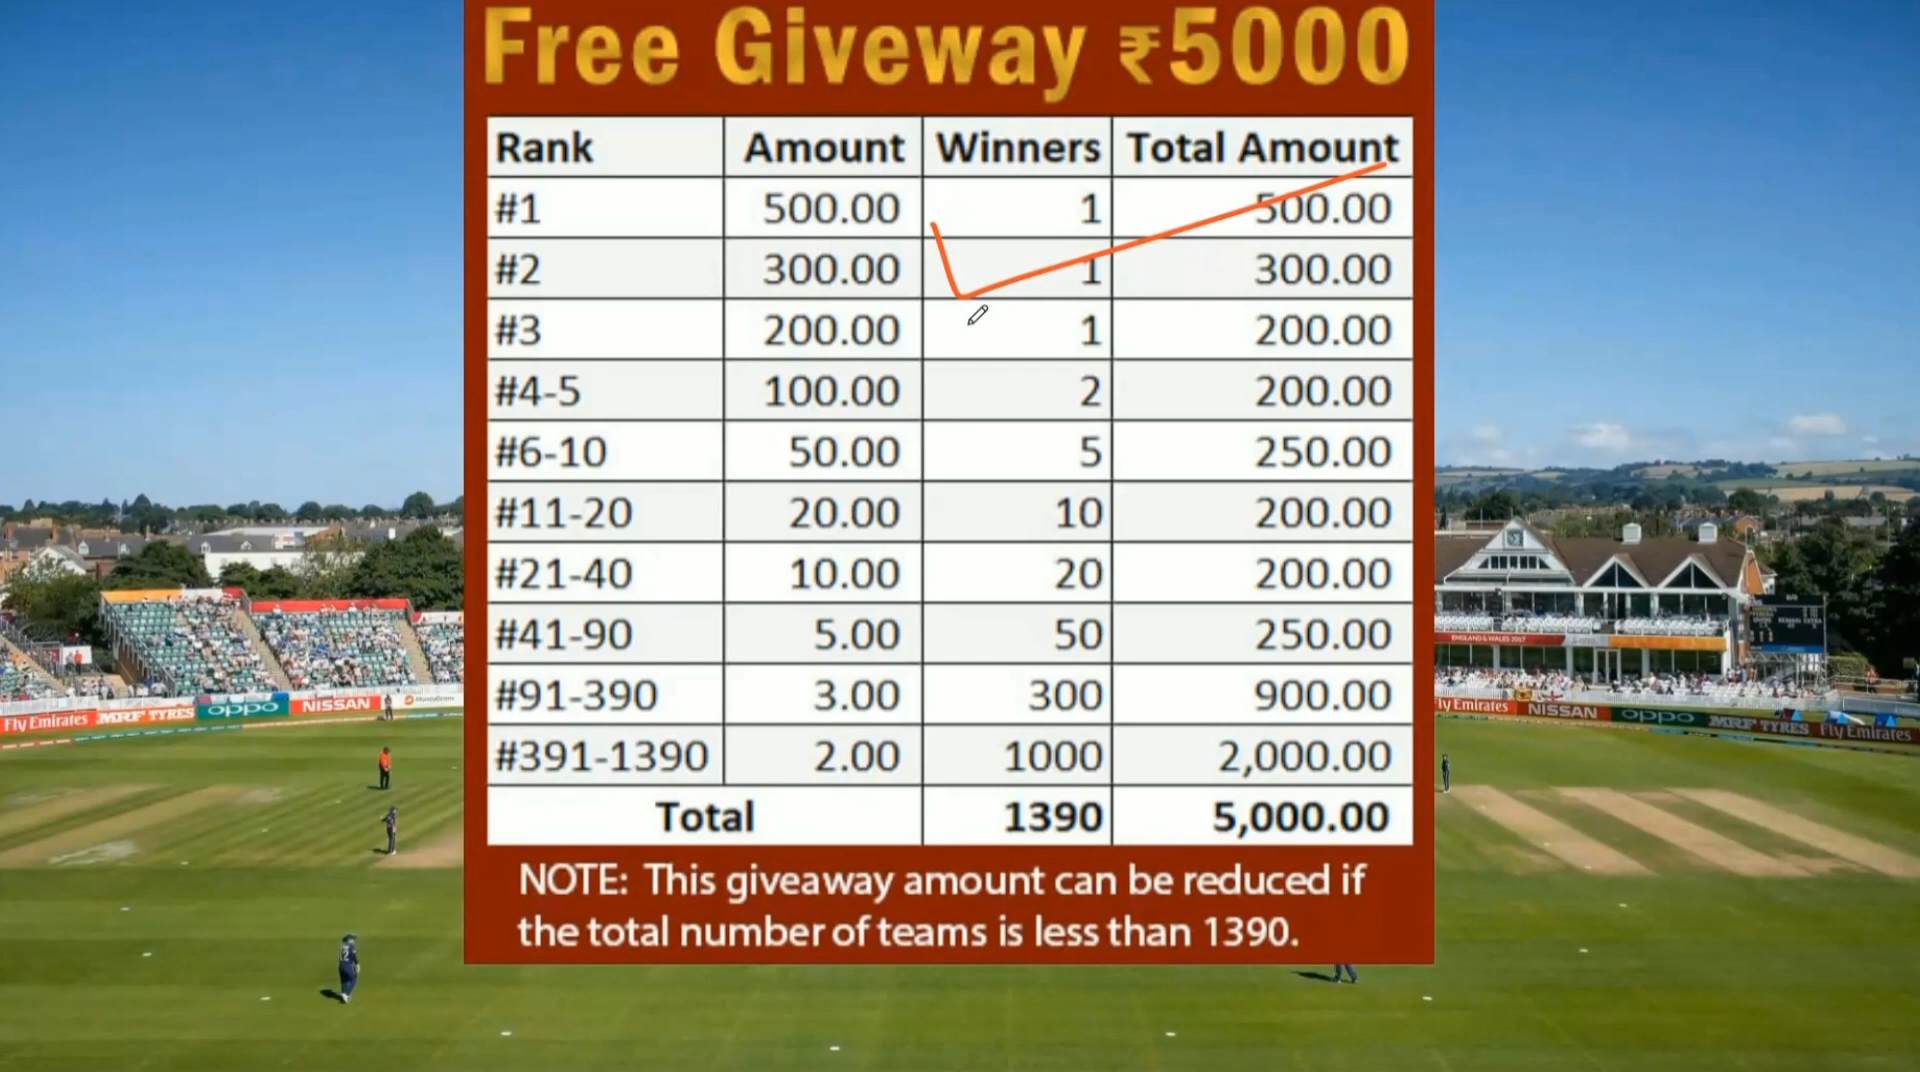 Free Giveway ₹5000
Rank Amount Winners Total Amount
#1 500.00 1 500.00
#2 300.00 1 300.00
#3 200.00 1 200.00
#4-5 100.00 2 200.00
#6-10 50.00 5 250.00
#11-20 20.00 10 200.00
#21-40 10.00 20 200.00
#41-90 5.00 50 250.00
#91-390 3.00 300 900.00
#391-1390 2.00 1000 2,000.00
Total 1390 5,000.00
NOTE: This giveaway amount can be reduced if
the total number of teams is less than 1390.
Fly Emirates MRF TYRES oppo NISSAN
ENGLAND & WALES 2017
ly Emirates NISSAN oppo MRF TYRES Fly Emirates